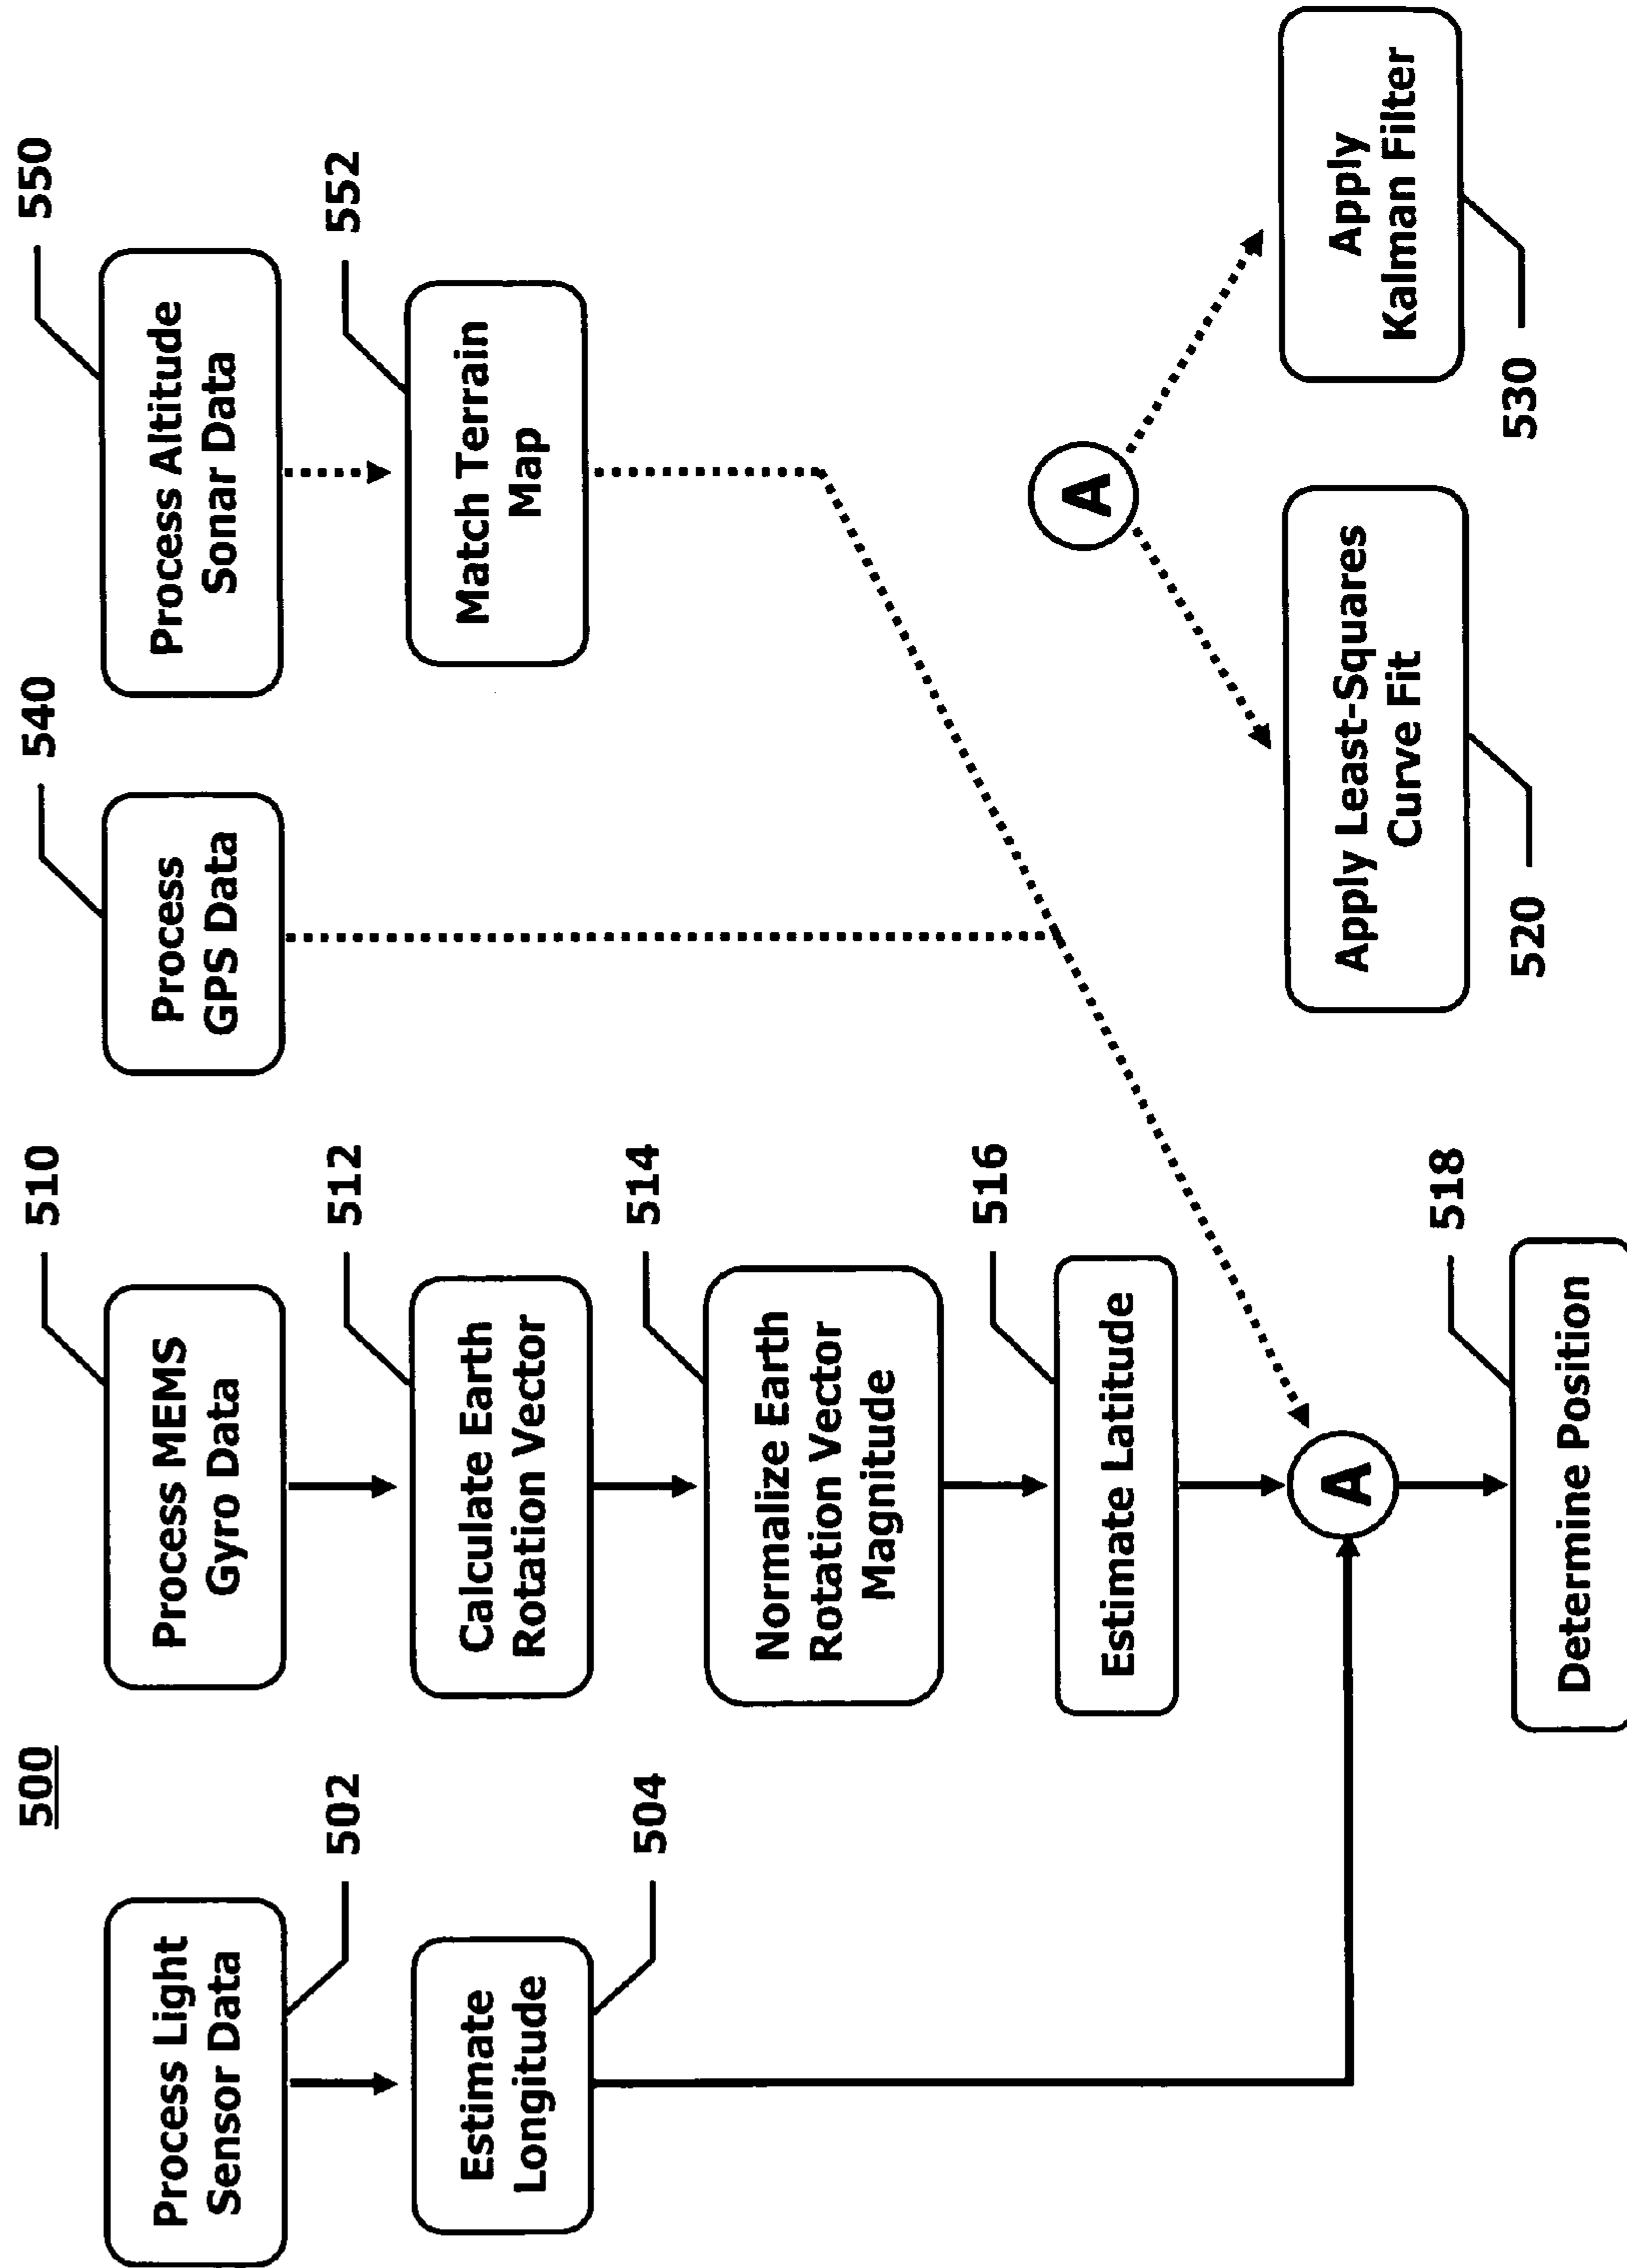 500
502
Process Light
Sensor Data
504
Estimate
Longitude
510
Process MEMS
Gyro Data
512
Calculate Earth
Rotation Vector
514
Normalize Earth
Rotation Vector
Magnitude
516
Estimate Latitude
A
518
Determine Position
540
Process
GPS Data
550
Process Altitude
Sonar Data
552
Match Terrain
Map
A
Apply Least-Squares
Curve Fit
520
Apply
Kalman Filter
530